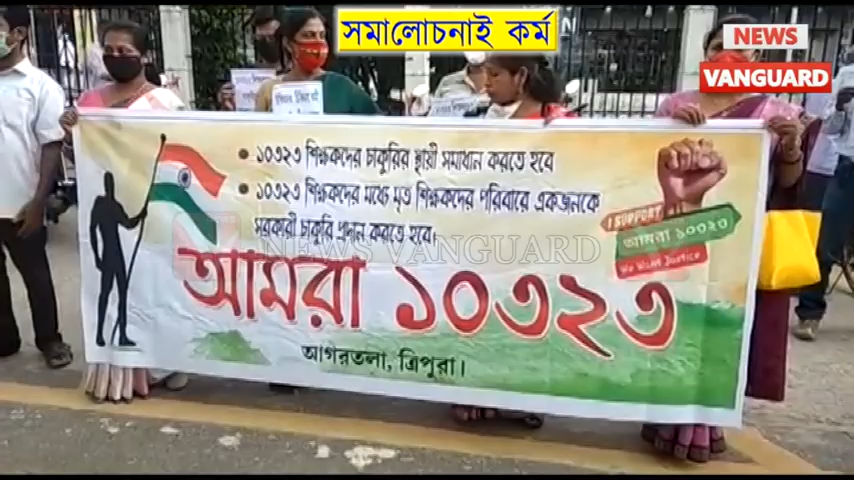 সমালোচনাই কর্ম
NEWS
VANGUARD
• ১০৩২৩ শিক্ষকদের চাকুরির স্থায়ী সমাধান করতে হবে
• ১০৩২৩ শিক্ষকদের মধ্যে মৃত শিক্ষকদের পরিবারে একজনকে
সরকারী চাকুরি প্রদান করতে হবে।
I SUPPORT
আমরা ১০৩২৩
We Want Justice
NEWS VANGUARD
আমরা ১০৩২৩
আগরতলা, ত্রিপুরা।